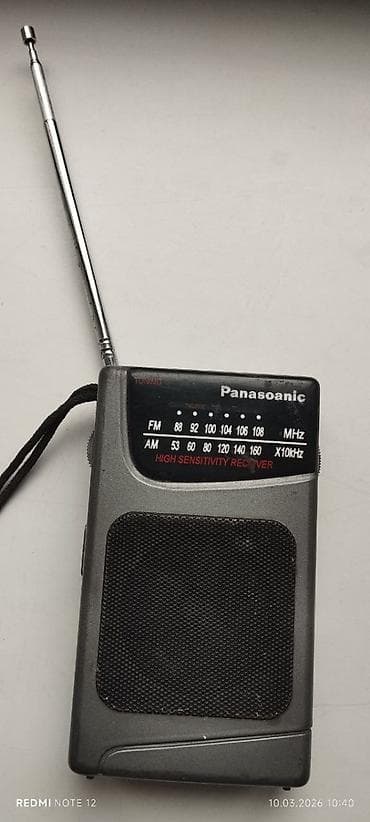 TUNING
Panasoanic
FM 88 92 100 104 106 108 MHz
AM 53 60 80 120 140 160 X10kHz
HIGH SENSITIVITY RECEIVER
REDMI NOTE 12
10.03.2026 10:40